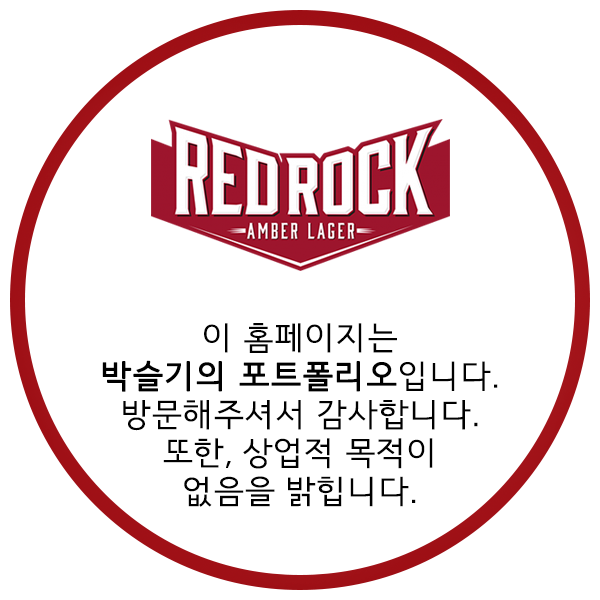 RED ROCK
AMBER LAGER
이 홈페이지는
박슬기의 포트폴리오입니다.
방문해주셔서 감사합니다.
또한, 상업적 목적이
없음을 밝힙니다.